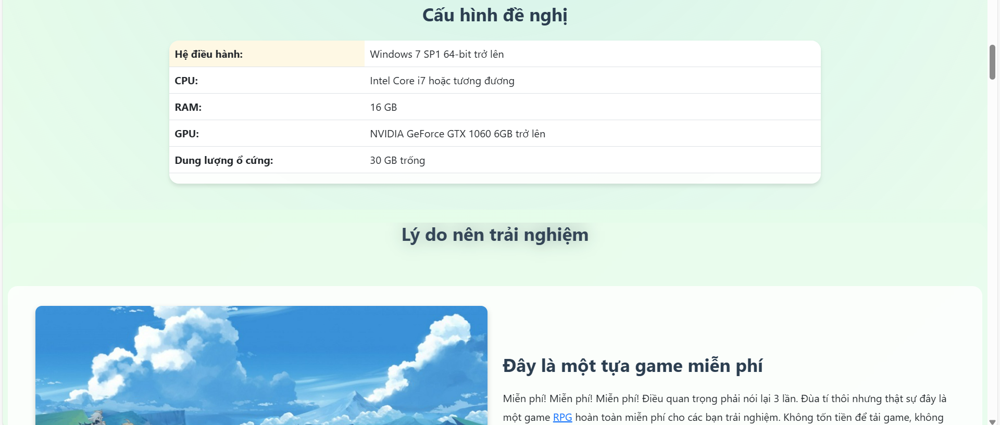 Cấu hình đề nghị
Hệ điều hành: Windows 7 SP1 64-bit trở lên
CPU: Intel Core i7 hoặc tương đương
RAM: 16 GB
GPU: NVIDIA GeForce GTX 1060 6GB trở lên
Dung lượng ổ cứng: 30 GB trống
Lý do nên trải nghiệm
Đây là một tựa game miễn phí
Miễn phí! Miễn phí! Miễn phí! Điều quan trọng phải nói lại 3 lần. Đùa tí thôi nhưng thật sự đây là
một game RPG hoàn toàn miễn phí cho các bạn trải nghiệm. Không tốn tiền để tải game, không